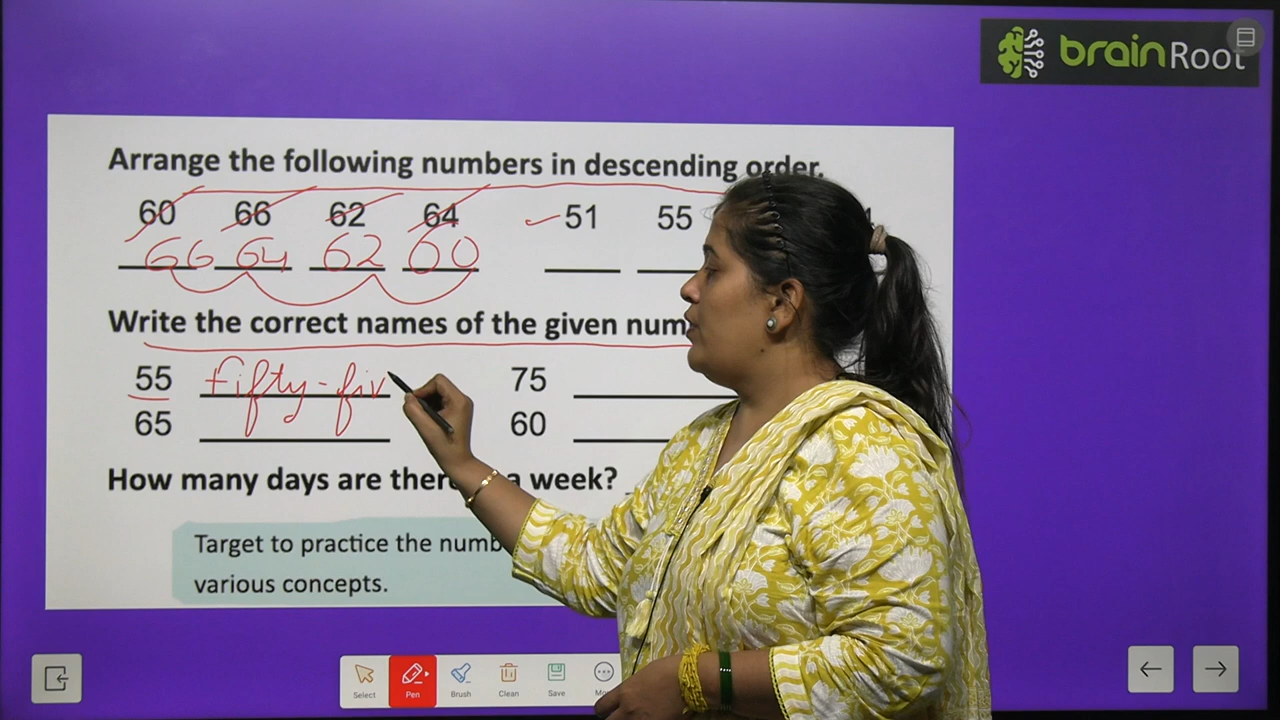 brainRoot
Arrange the following numbers in descending order.
60 66 62 64 51 55
66 64 62 60
Write the correct names of the given num
55 Fifty-fiv 75
65 60
How many days are there a week?
Target to practice the numb
various concepts.
Select Pen Brush Clean Save Mo